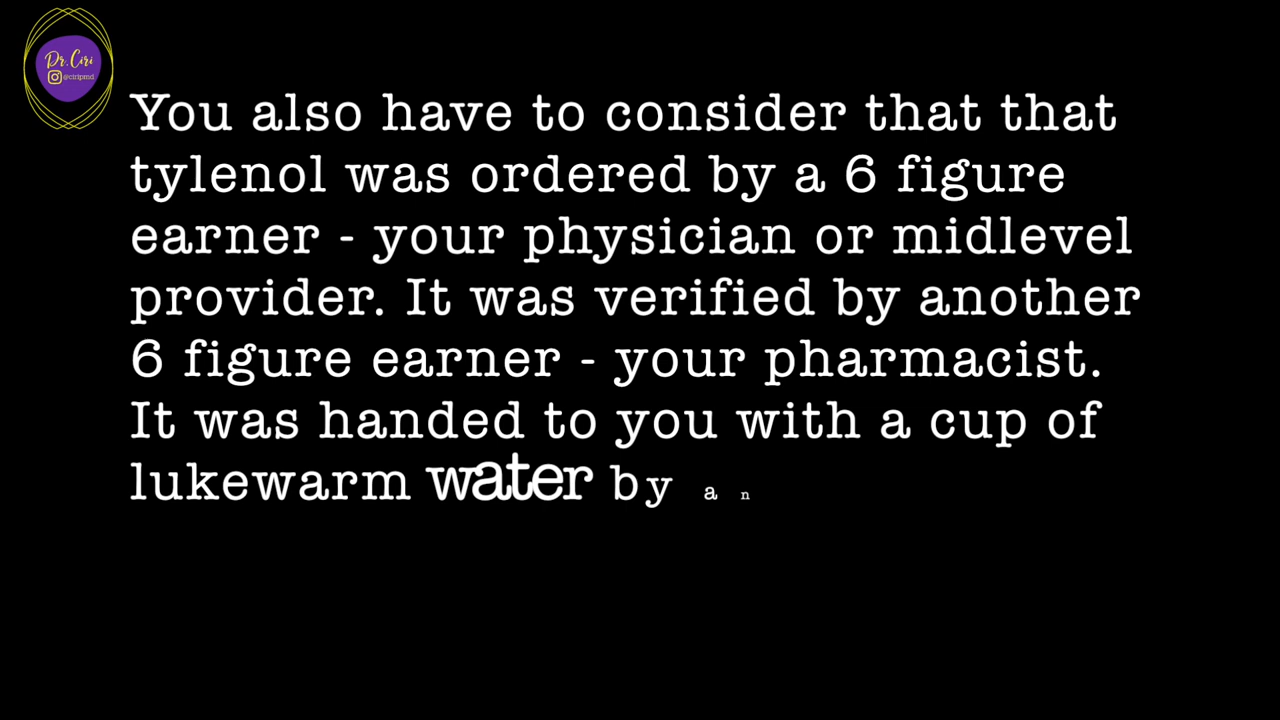 Dr. Ciri
@ciripmd
You also have to consider that that
tylenol was ordered by a 6 figure
earner - your physician or midlevel
provider. It was verified by another
6 figure earner - your pharmacist.
It was handed to you with a cup of
lukewarm water by a n